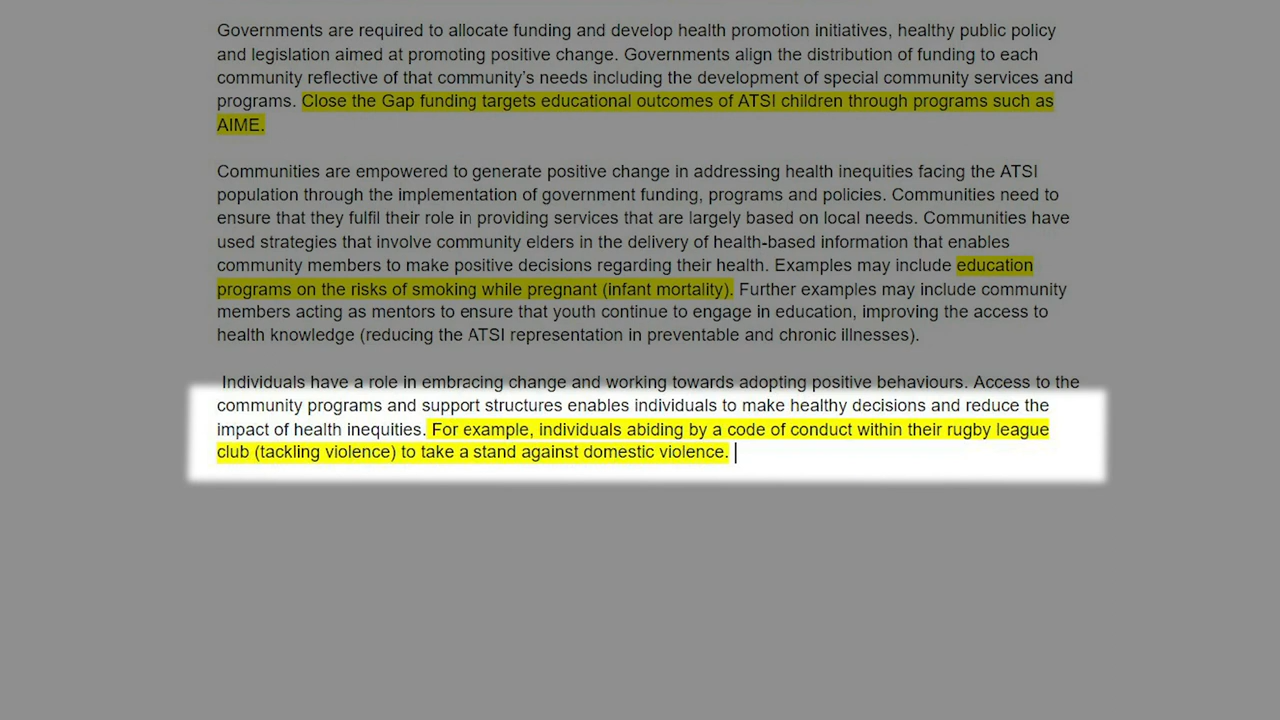 Governments are required to allocate funding and develop health promotion initiatives, healthy public policy
and legislation aimed at promoting positive change. Governments align the distribution of funding to each
community reflective of that community's needs including the development of special community services and
programs. Close the Gap funding targets educational outcomes of ATSI children through programs such as
AIME.
Communities are empowered to generate positive change in addressing health inequities facing the ATSI
population through the implementation of government funding, programs and policies. Communities need to
ensure that they fulfil their role in providing services that are largely based on local needs. Communities have
used strategies that involve community elders in the delivery of health-based information that enables
community members to make positive decisions regarding their health. Examples may include education
programs on the risks of smoking while pregnant (infant mortality). Further examples may include community
members acting as mentors to ensure that youth continue to engage in education, improving the access to
health knowledge (reducing the ATSI representation in preventable and chronic illnesses).
Individuals have a role in embracing change and working towards adopting positive behaviours. Access to the
community programs and support structures enables individuals to make healthy decisions and reduce the
impact of health inequities. For example, individuals abiding by a code of conduct within their rugby league
club (tackling violence) to take a stand against domestic violence.